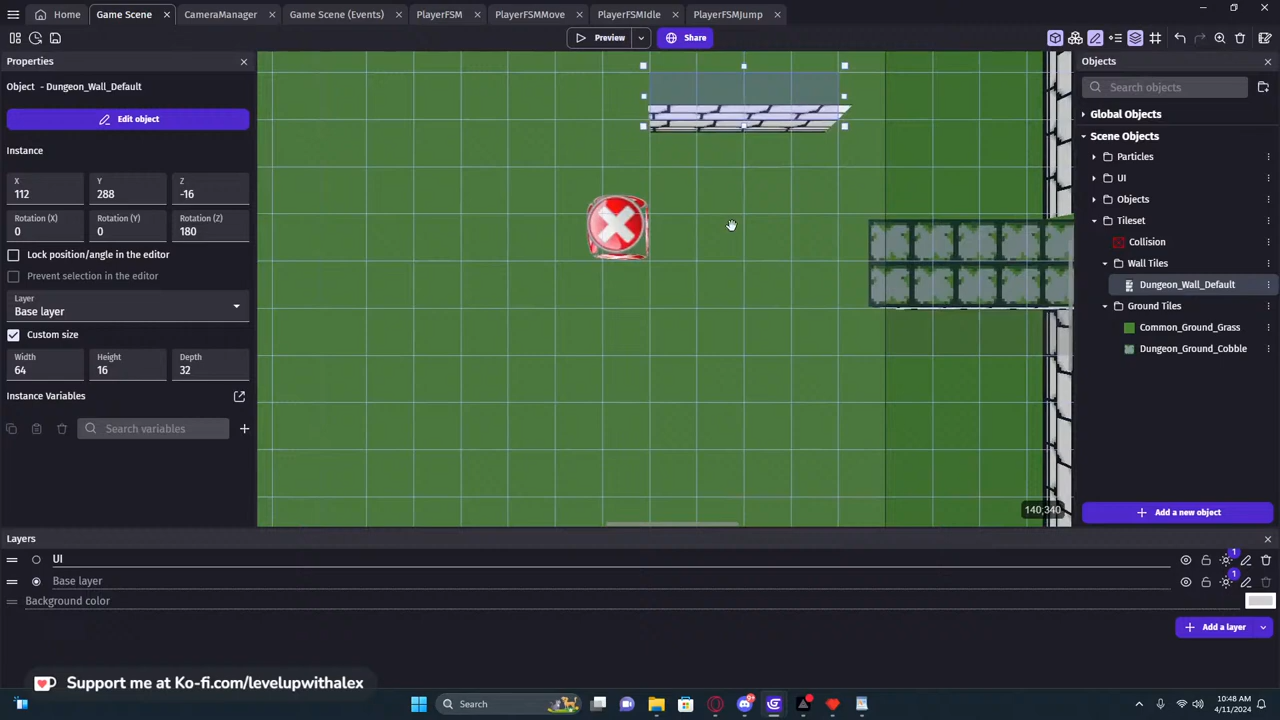 Home
Game Scene
CameraManager
Game Scene (Events)
PlayerFSM
PlayerFSMMove
PlayerFSMIdle
PlayerFSMJump
Preview
Share
Properties
Object - Dungeon_Wall_Default
Edit object
Instance
X
112
Y
288
Z
-16
Rotation (X)
0
Rotation (Y)
0
Rotation (Z)
180
Lock position/angle in the editor
Prevent selection in the editor
Layer
Base layer
Custom size
Width
64
Height
16
Depth
32
Instance Variables
Search variables
140;340
Objects
Search objects
Global Objects
Scene Objects
Particles
UI
Objects
Tileset
Collision
Wall Tiles
Dungeon_Wall_Default
Ground Tiles
Common_Ground_Grass
Dungeon_Ground_Cobble
Add a new object
Layers
UI
1
Base layer
1
Background color
Add a layer
Support me at Ko-fi.com/levelupwithalex
Search
10:48 AM
4/11/2024